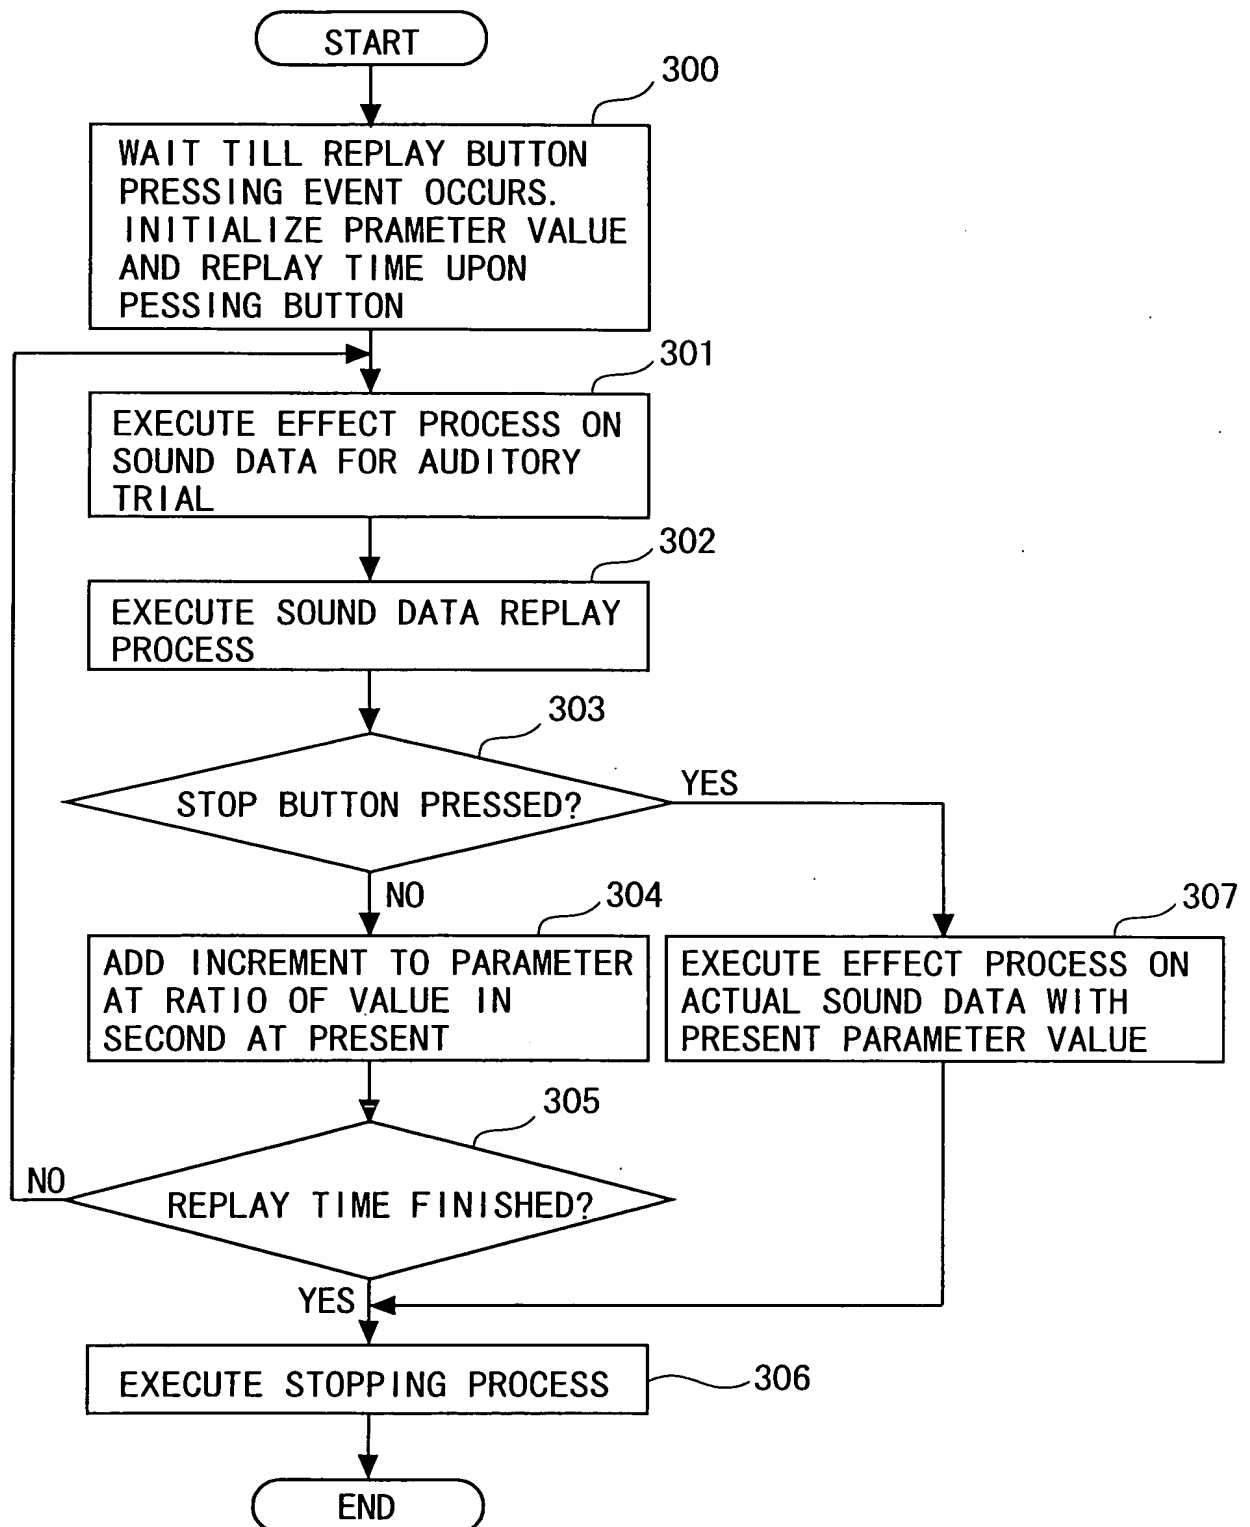 START
300
WAIT TILL REPLAY BUTTON
PRESSING EVENT OCCURS.
INITIALIZE PRAMETER VALUE
AND REPLAY TIME UPON
PESSING BUTTON
301
EXECUTE EFFECT PROCESS ON
SOUND DATA FOR AUDITORY
TRIAL
302
EXECUTE SOUND DATA REPLAY
PROCESS
303
STOP BUTTON PRESSED?
YES
NO
304
ADD INCREMENT TO PARAMETER
AT RATIO OF VALUE IN
SECOND AT PRESENT
307
EXECUTE EFFECT PROCESS ON
ACTUAL SOUND DATA WITH
PRESENT PARAMETER VALUE
305
REPLAY TIME FINISHED?
NO
YES
EXECUTE STOPPING PROCESS
306
END